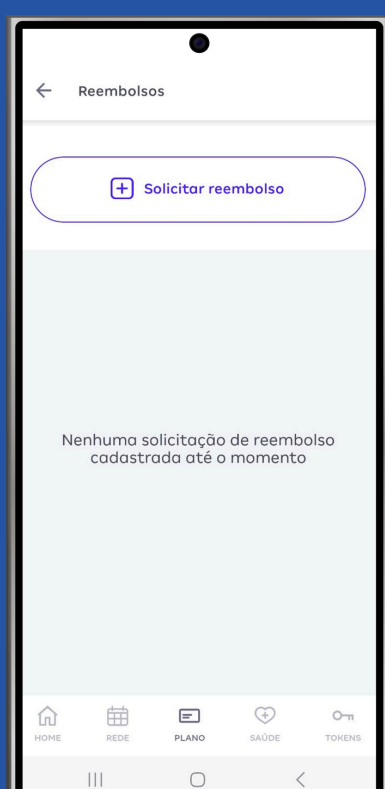 Reembolsos
Solicitar reembolso
Nenhuma solicitação de reembolso
cadastrada até o momento
HOME REDE PLANO SAÚDE TOKENS